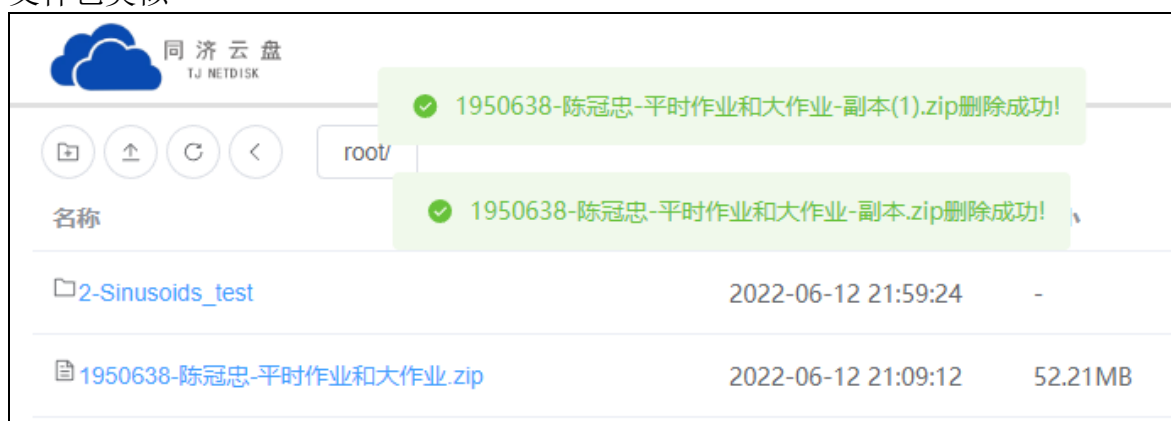 同济云盘
TJ NETDISK
1950638-陈冠忠-平时作业和大作业-副本(1).zip删除成功!
root/
1950638-陈冠忠-平时作业和大作业-副本.zip删除成功!
名称
2-Sinusoids_test 2022-06-12 21:59:24 -
1950638-陈冠忠-平时作业和大作业.zip 2022-06-12 21:09:12 52.21MB